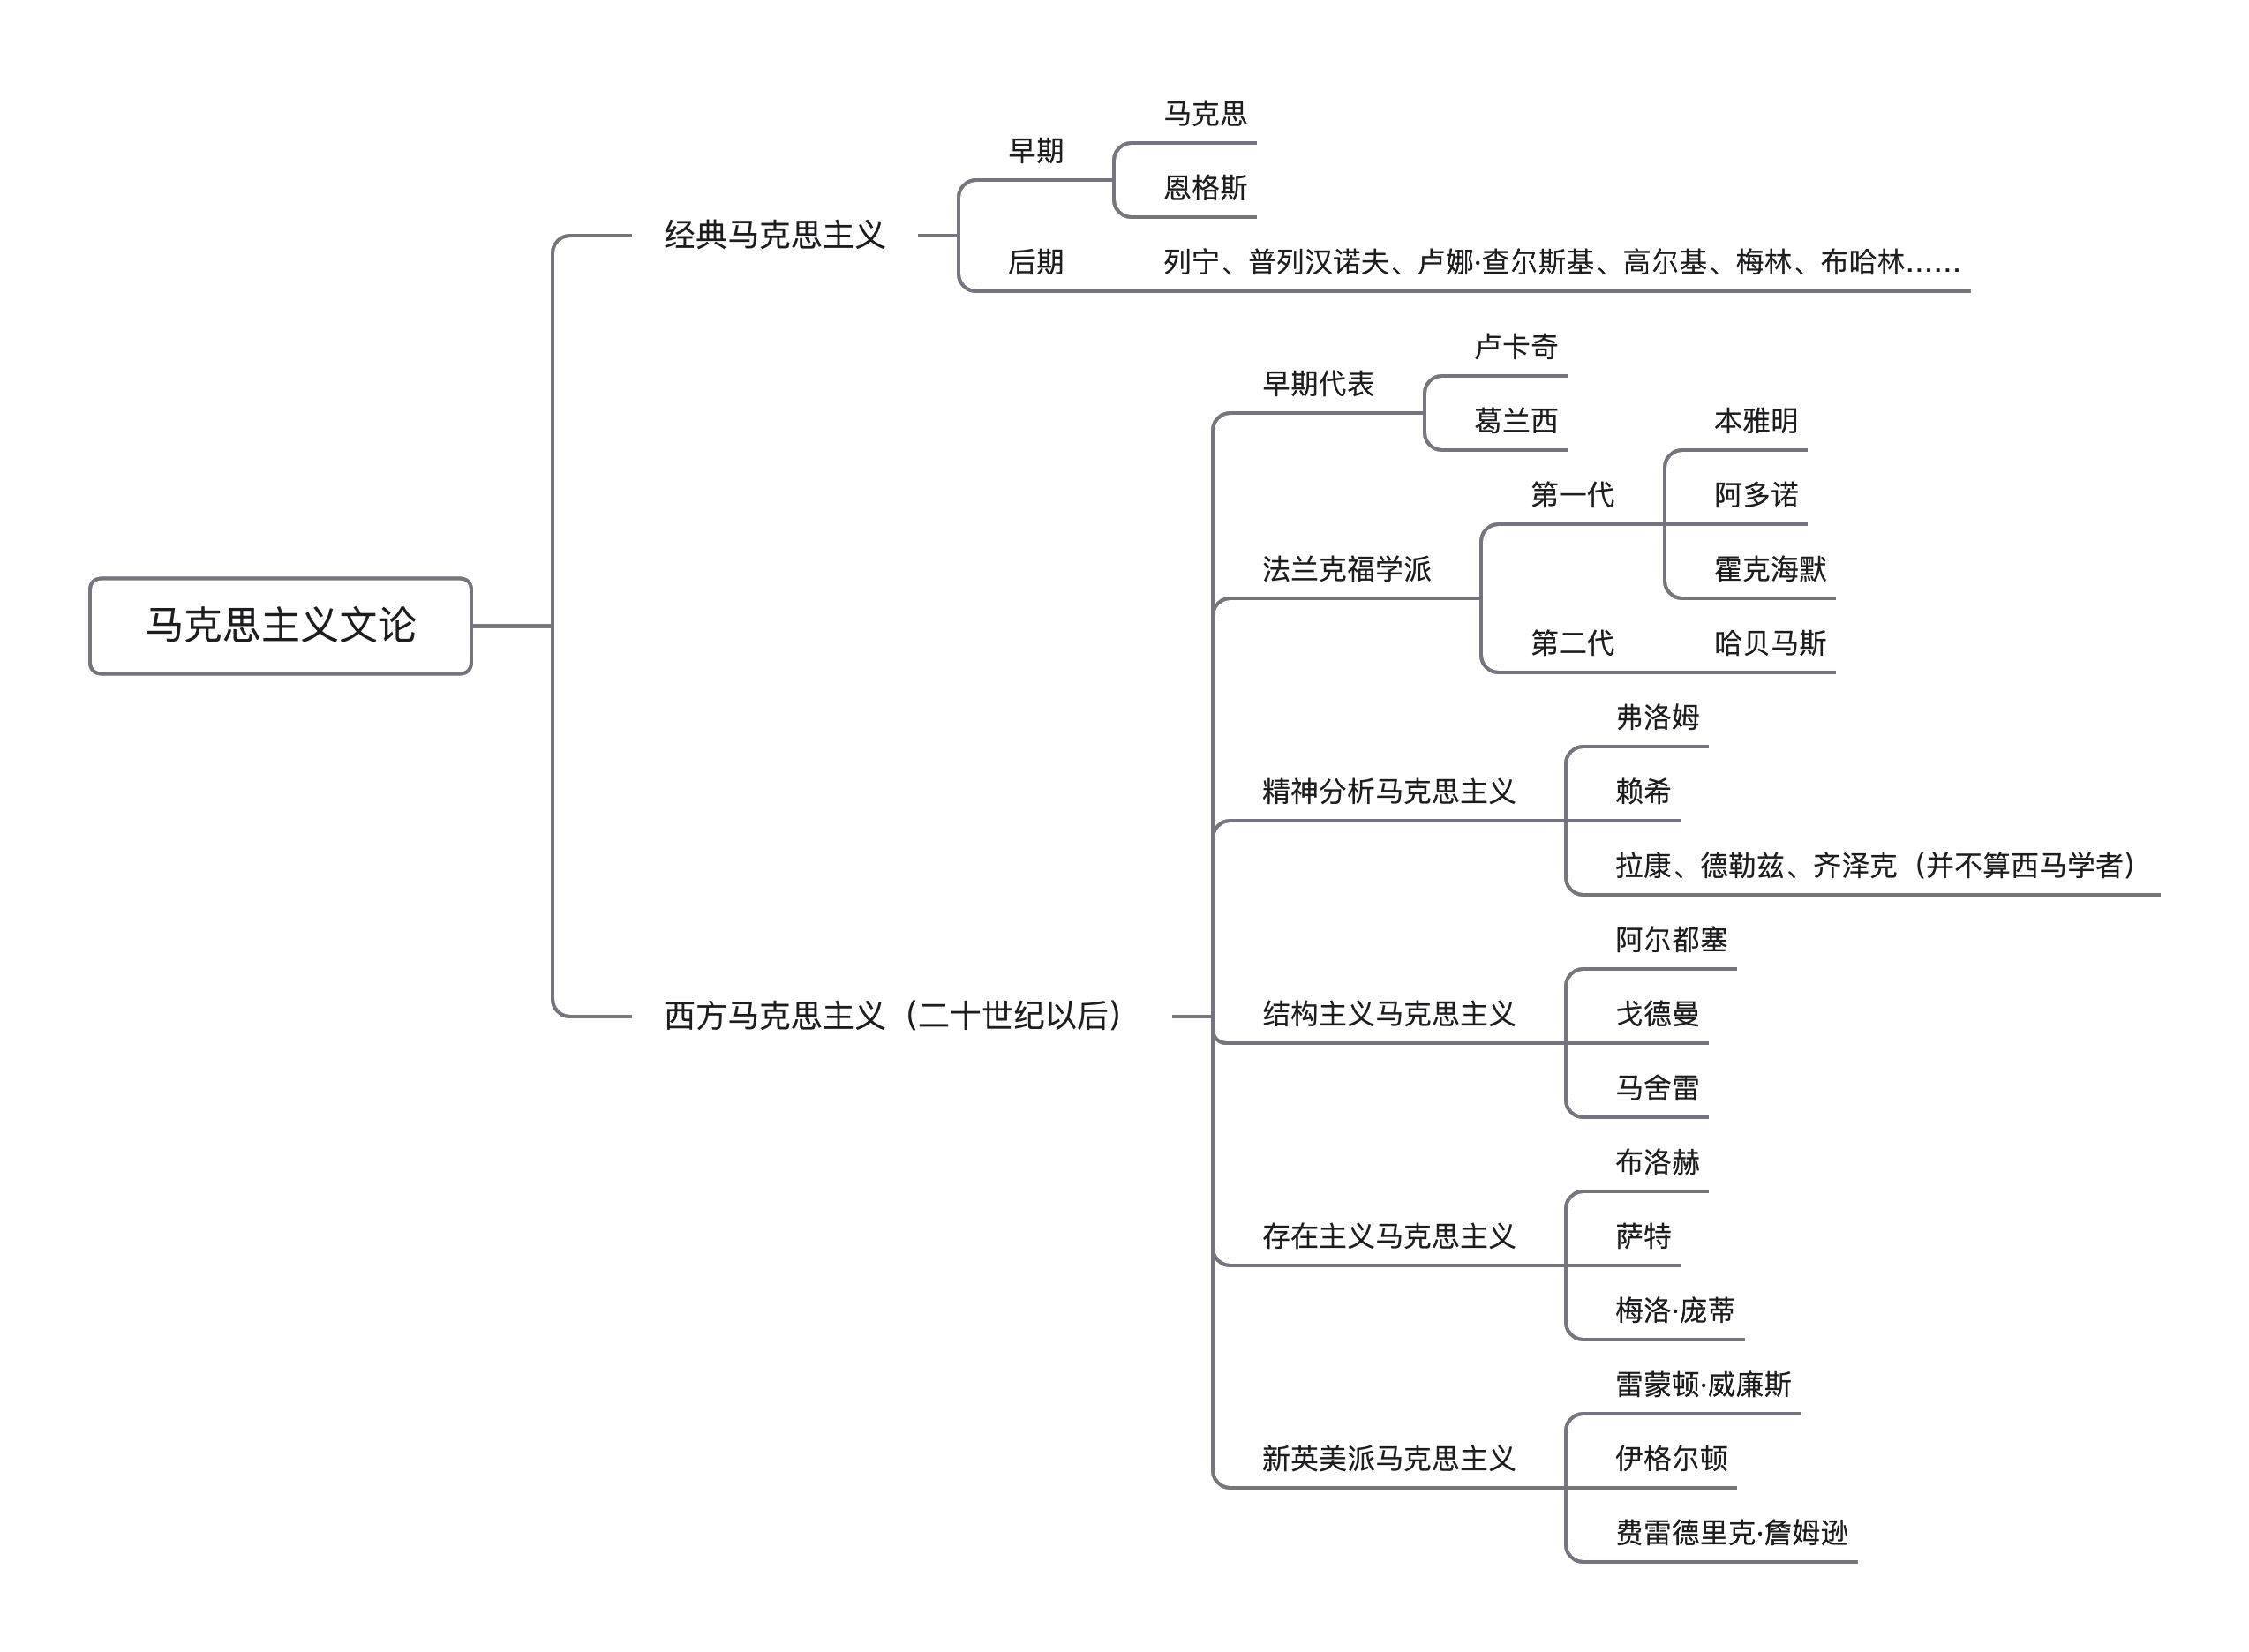 马克思主义文论
经典马克思主义
早期
马克思
恩格斯
后期
列宁、普列汉诺夫、卢娜·查尔斯基、高尔基、梅林、布哈林……
西方马克思主义（二十世纪以后）
早期代表
卢卡奇
葛兰西
法兰克福学派
第一代
本雅明
阿多诺
霍克海默
第二代
哈贝马斯
精神分析马克思主义
弗洛姆
赖希
拉康、德勒兹、齐泽克（并不算西马学者）
结构主义马克思主义
阿尔都塞
戈德曼
马舍雷
存在主义马克思主义
布洛赫
萨特
梅洛·庞蒂
新英美派马克思主义
雷蒙顿·威廉斯
伊格尔顿
费雷德里克·詹姆逊